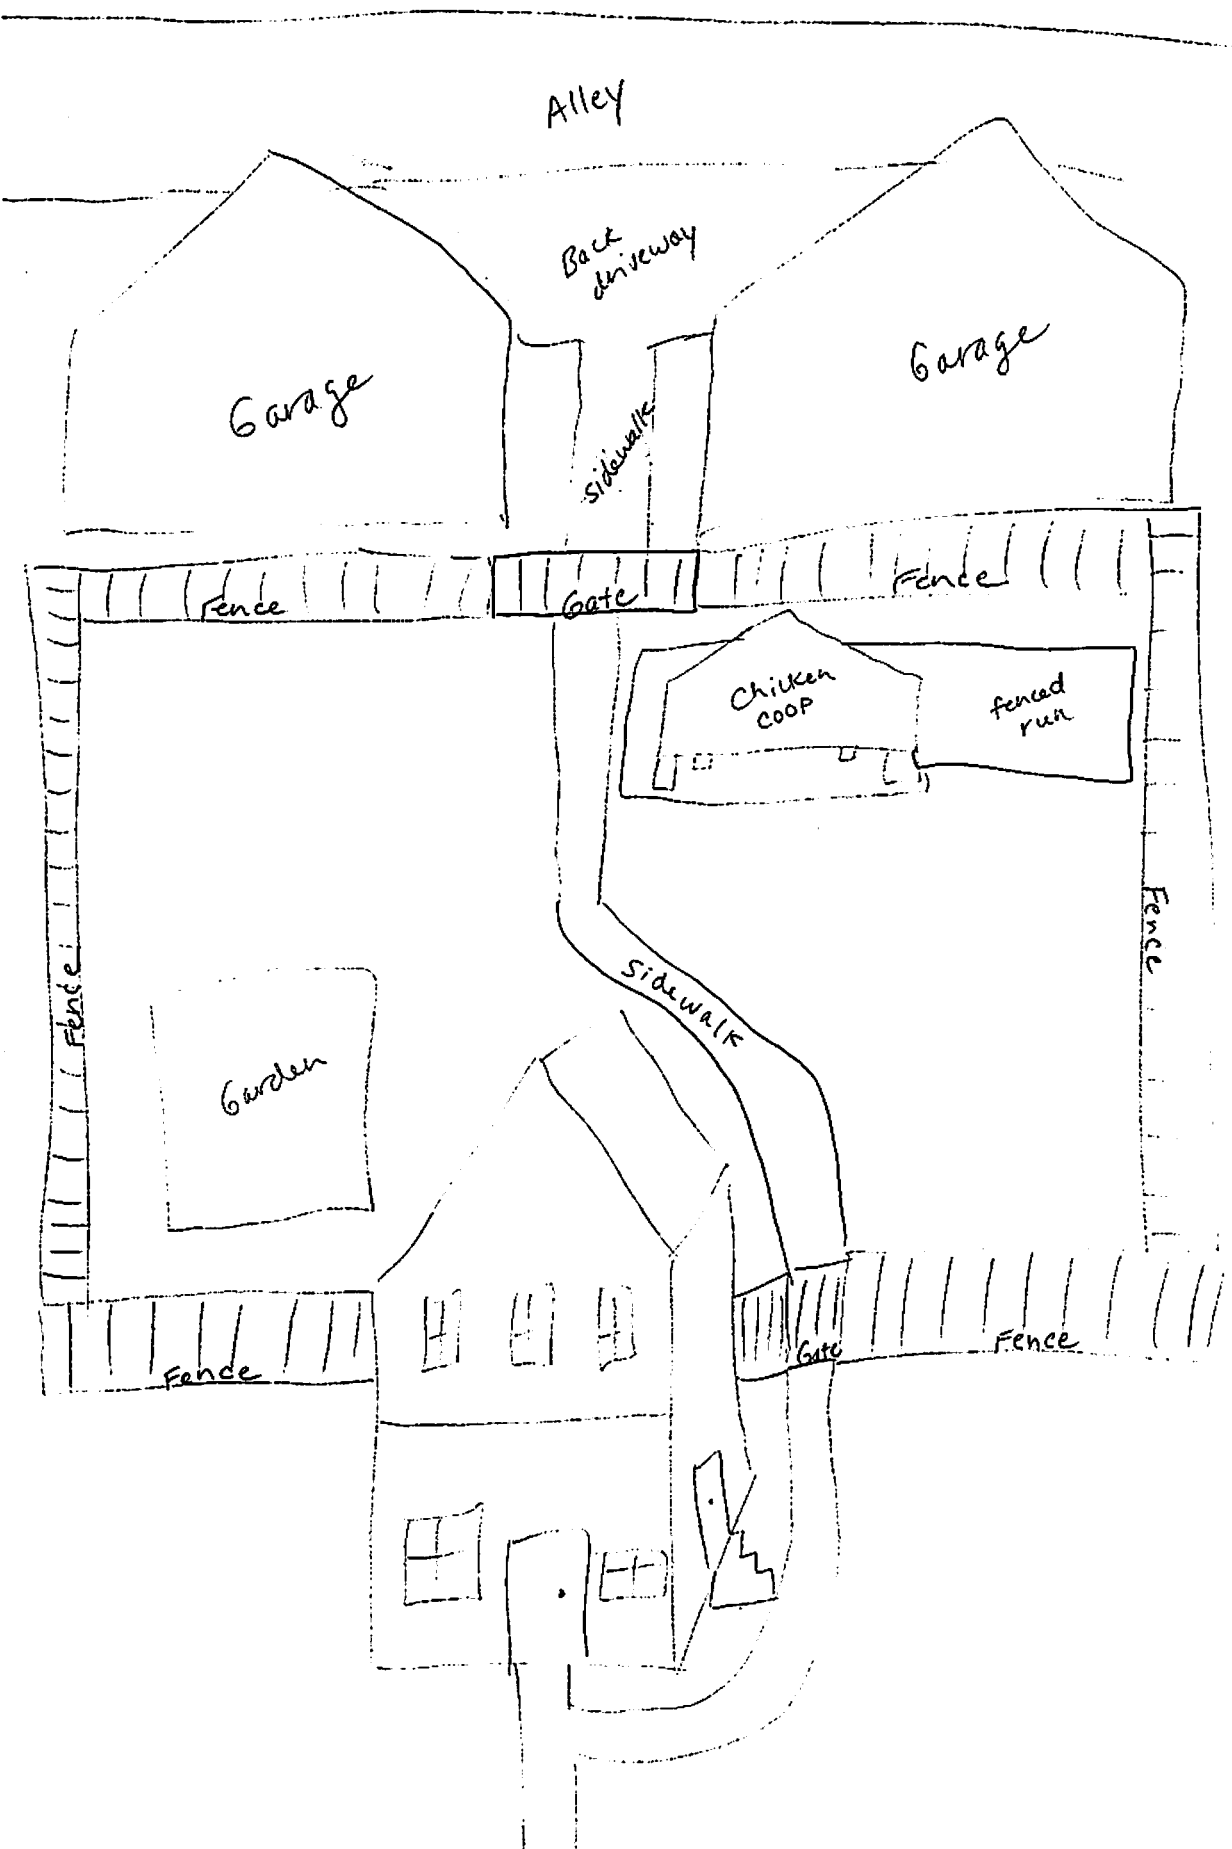 Alley
Back
driveway
Garage
Garage
sidewalk
Fence
Gate
Fence
Chicken
coop
fenced
run
Fence
Fence
sidewalk
Garden
Fence
Gate
Fence